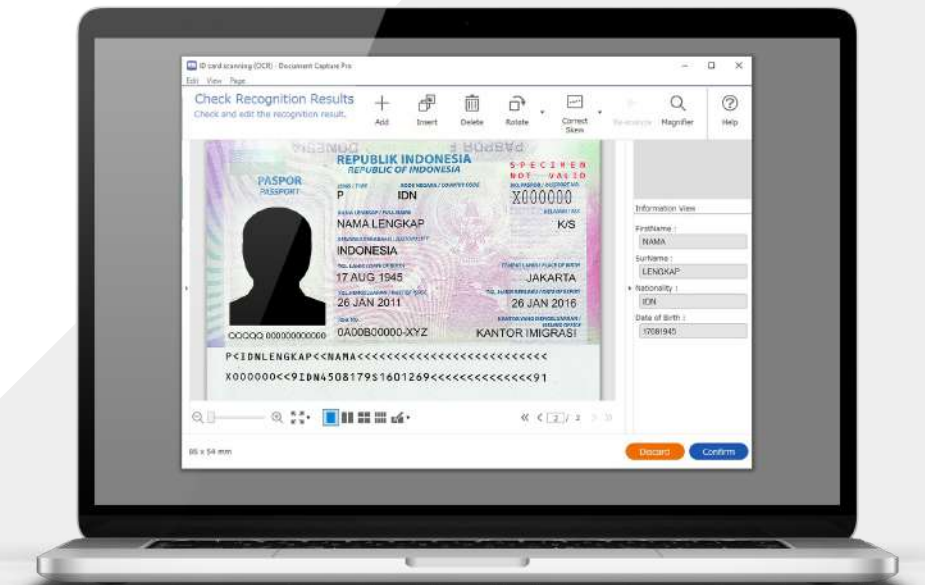 ID card scanning (OCR) - Document Capture Pro
Edit View Page
Check Recognition Results
Check and edit the recognition result.
Add Insert Delete Rotate Correct Skew Magnifier Help
REPUBLIK INDONESIA
REPUBLIC OF INDONESIA
SPECIMEN
NOT VALID
PASPOR
PASSPORT
P IDN X000000
NAMA LENGKAP K/S
INDONESIA
17 AUG 1945 JAKARTA
26 JAN 2011 26 JAN 2016
0A00B00000-XYZ KANTOR IMIGRASI
QQQQQ 000000000000
P<IDNLENGKAP<<NAMA<<<<<<<<<<<<<<<<<<<<<<<<<<
X000000<<9IDN4508179S1601269<<<<<<<<<<<<<<91
Information View
FirstName :
NAMA
SurName :
LENGKAP
Nationality :
IDN
Date of Birth :
17081945
86 x 54 mm
Discard Confirm